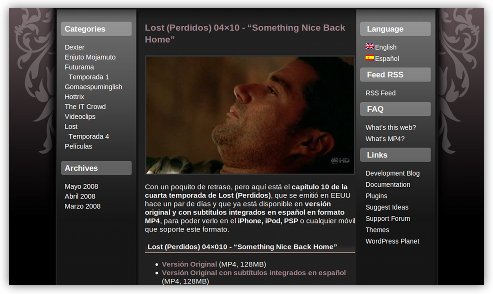 Categories
Dexter
Enjuto Mojamuto
Futurama
Temporada 1
Gomaespuminglish
Hottrix
The IT Crowd
Videoclips
Lost
Temporada 4
Peliculas
Archives
Mayo 2008
Abril 2008
Marzo 2008
Lost (Perdidos) 04×10 - “Something Nice Back
Home”
HD
Con un poquito de retraso, pero aquí está el capítulo 10 de la
cuarta temporada de Lost (Perdidos), que se emitió en EEUU
hace un par de días y que ya está disponible en versión
original y con subtítulos integrados en español en formato
MP4, para poder verlo en el iPhone, iPod, PSP o cualquier móvil
que soporte este formato.
Lost (Perdidos) 04×010 - “Something Nice Back Home”
Versión Original (MP4, 128MB)
Versión Original con subtítulos integrados en español
(MP4, 128MB)
Language
English
Español
Feed RSS
RSS Feed
FAQ
What's this web?
What's MP4?
Links
Development Blog
Documentation
Plugins
Suggest Ideas
Support Forum
Themes
WordPress Planet